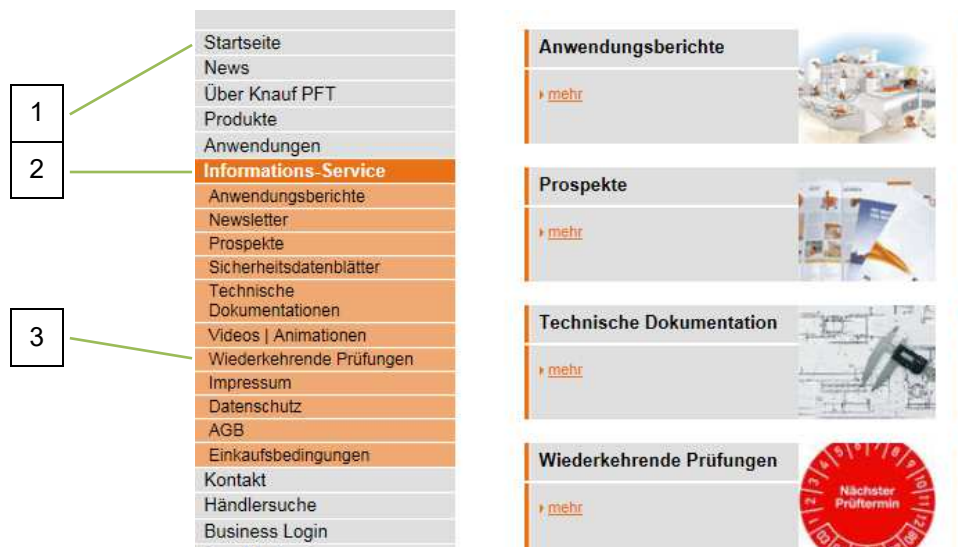 1
2
3
Startseite
News
Über Knauf PFT
Produkte
Anwendungen
Informations-Service
Anwendungsberichte
Newsletter
Prospekte
Sicherheitsdatenblätter
Technische
Dokumentationen
Videos | Animationen
Wiederkehrende Prüfungen
Impressum
Datenschutz
AGB
Einkaufsbedingungen
Kontakt
Händlersuche
Business Login
Anwendungsberichte
mehr
Prospekte
mehr
Technische Dokumentation
mehr
Wiederkehrende Prüfungen
mehr
Nächster
Prüftermin